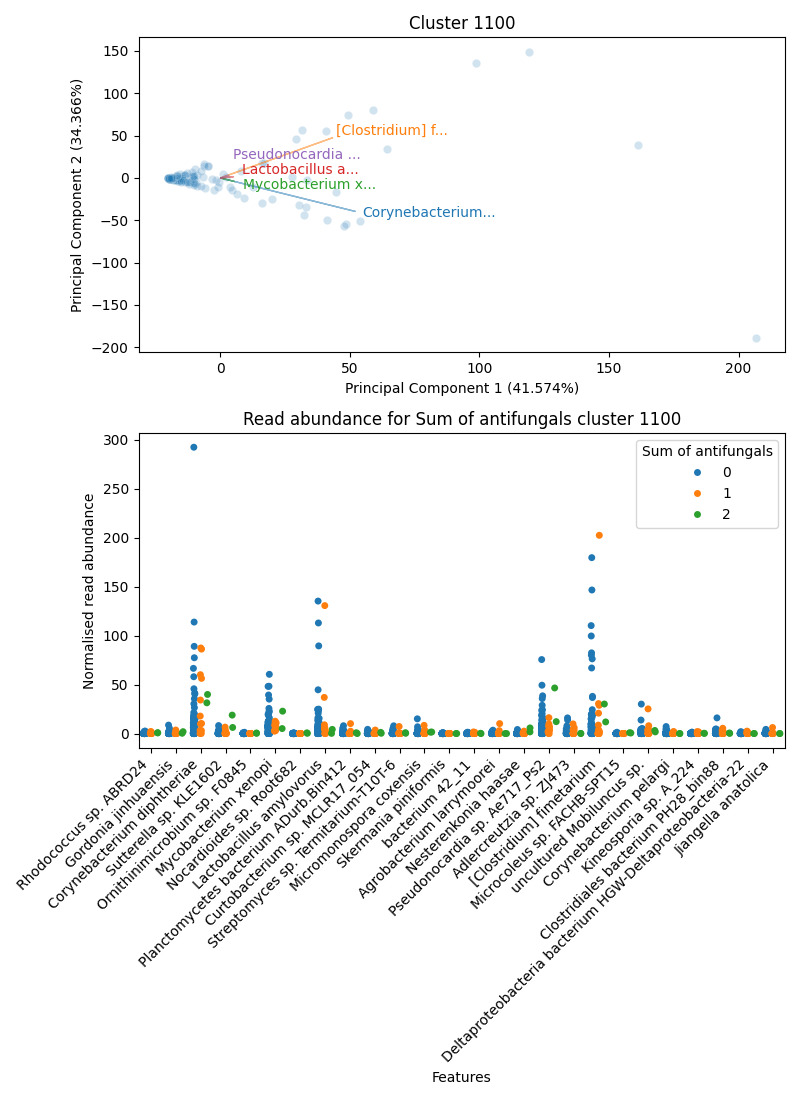 Cluster 1100
Principal Component 2 (34.366%)
150
100
50
0
−50
−100
−150
−200
[Clostridium] f...
Pseudonocardia ...
Lactobacillus a...
Mycobacterium x...
Corynebacterium...
0
50
100
150
200
Principal Component 1 (41.574%)
Read abundance for Sum of antifungals cluster 1100
Normalised read abundance
300
250
200
150
100
50
0
Sum of antifungals
0
1
2
Rhodococcus sp. ABRD24
Gordonia jinhuaensis
Corynebacterium diphtheriae
Sutterella sp. KLE1602
Ornithinimicrobium sp. F0845
Mycobacterium xenopi
Nocardioides sp. Root682
Lactobacillus amylovorus
Planctomycetes bacterium ADurb.Bin412
Curtobacterium sp. MCLR17_054
Streptomyces sp. Termitarium-T10T-6
Micromonospora coxensis
Skermania piniformis
bacterium 42_11
Agrobacterium larrymoorei
Nesterenkonia haasae
Pseudonocardia sp. Ae717_Ps2
Adlercreutzia sp. ZJ473
[Clostridium] fimetarium
Microcoleus sp. FACHB-SPT15
uncultured Mobiluncus sp.
Corynebacterium pelargi
Kineosporia sp. A_224
Clostridiales bacterium PH28_bin88
Deltaproteobacteria bacterium HGW-Deltaproteobacteria-22
Jiangella anatolica
Features